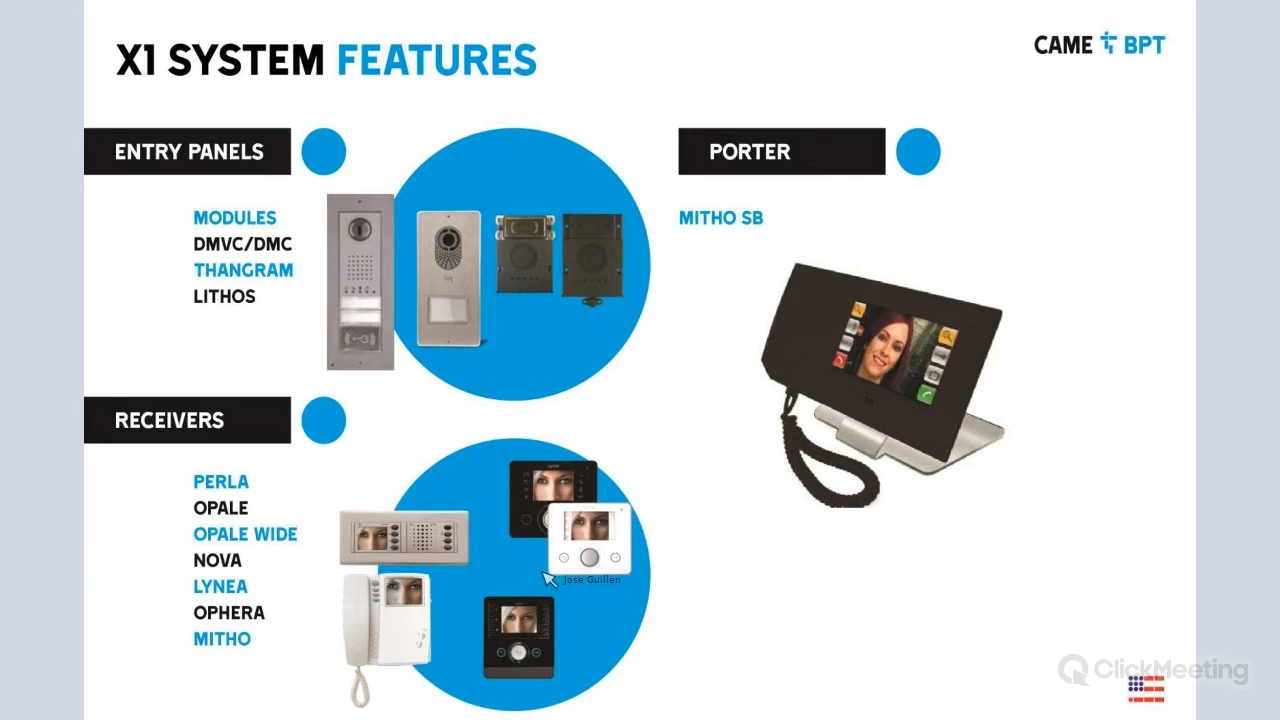 X1 SYSTEM FEATURES
CAME BPT
ENTRY PANELS
MODULES
DMVC/DMC
THANGRAM
LITHOS
RECEIVERS
PERLA
OPALE
OPALE WIDE
NOVA
LYNEA
OPHERA
MITHO
Jose Guillen
PORTER
MITHO SB
ClickMeeting